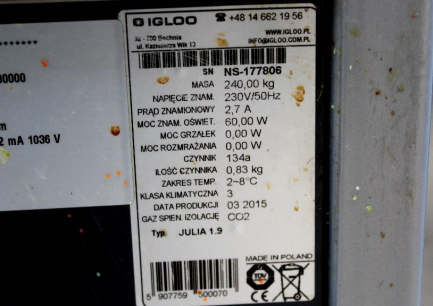 IGLOO ☎ +48 14 662 19 56
WWW.IGLOO.PL
32 - 700 Bochnia
ul. Kazimierza Wlk 13 INFO@IGLOO.COM.PL
SN NS-177806
MASA 240,00 kg
NAPIĘCIE ZNAM. 230V/50Hz
PRĄD ZNAMIONOWY 2,7 A
MOC ZNAM. OŚWIET. 60,00 W
MOC GRZAŁEK 0,00 W
MOC ROZMRAŻANIA 0,00 W
CZYNNIK 134a
ILOŚĆ CZYNNIKA 0,83 kg
ZAKRES TEMP. 2~8°C
KLASA KLIMATYCZNA 3
DATA PRODUKCJI 03 2015
GAZ SPIEN. IZOLACJĘ CO2
Typ JULIA 1.9
MADE IN POLAND
TÜV
5 907759 500070
*******
00000
m
2 mA 1036 V